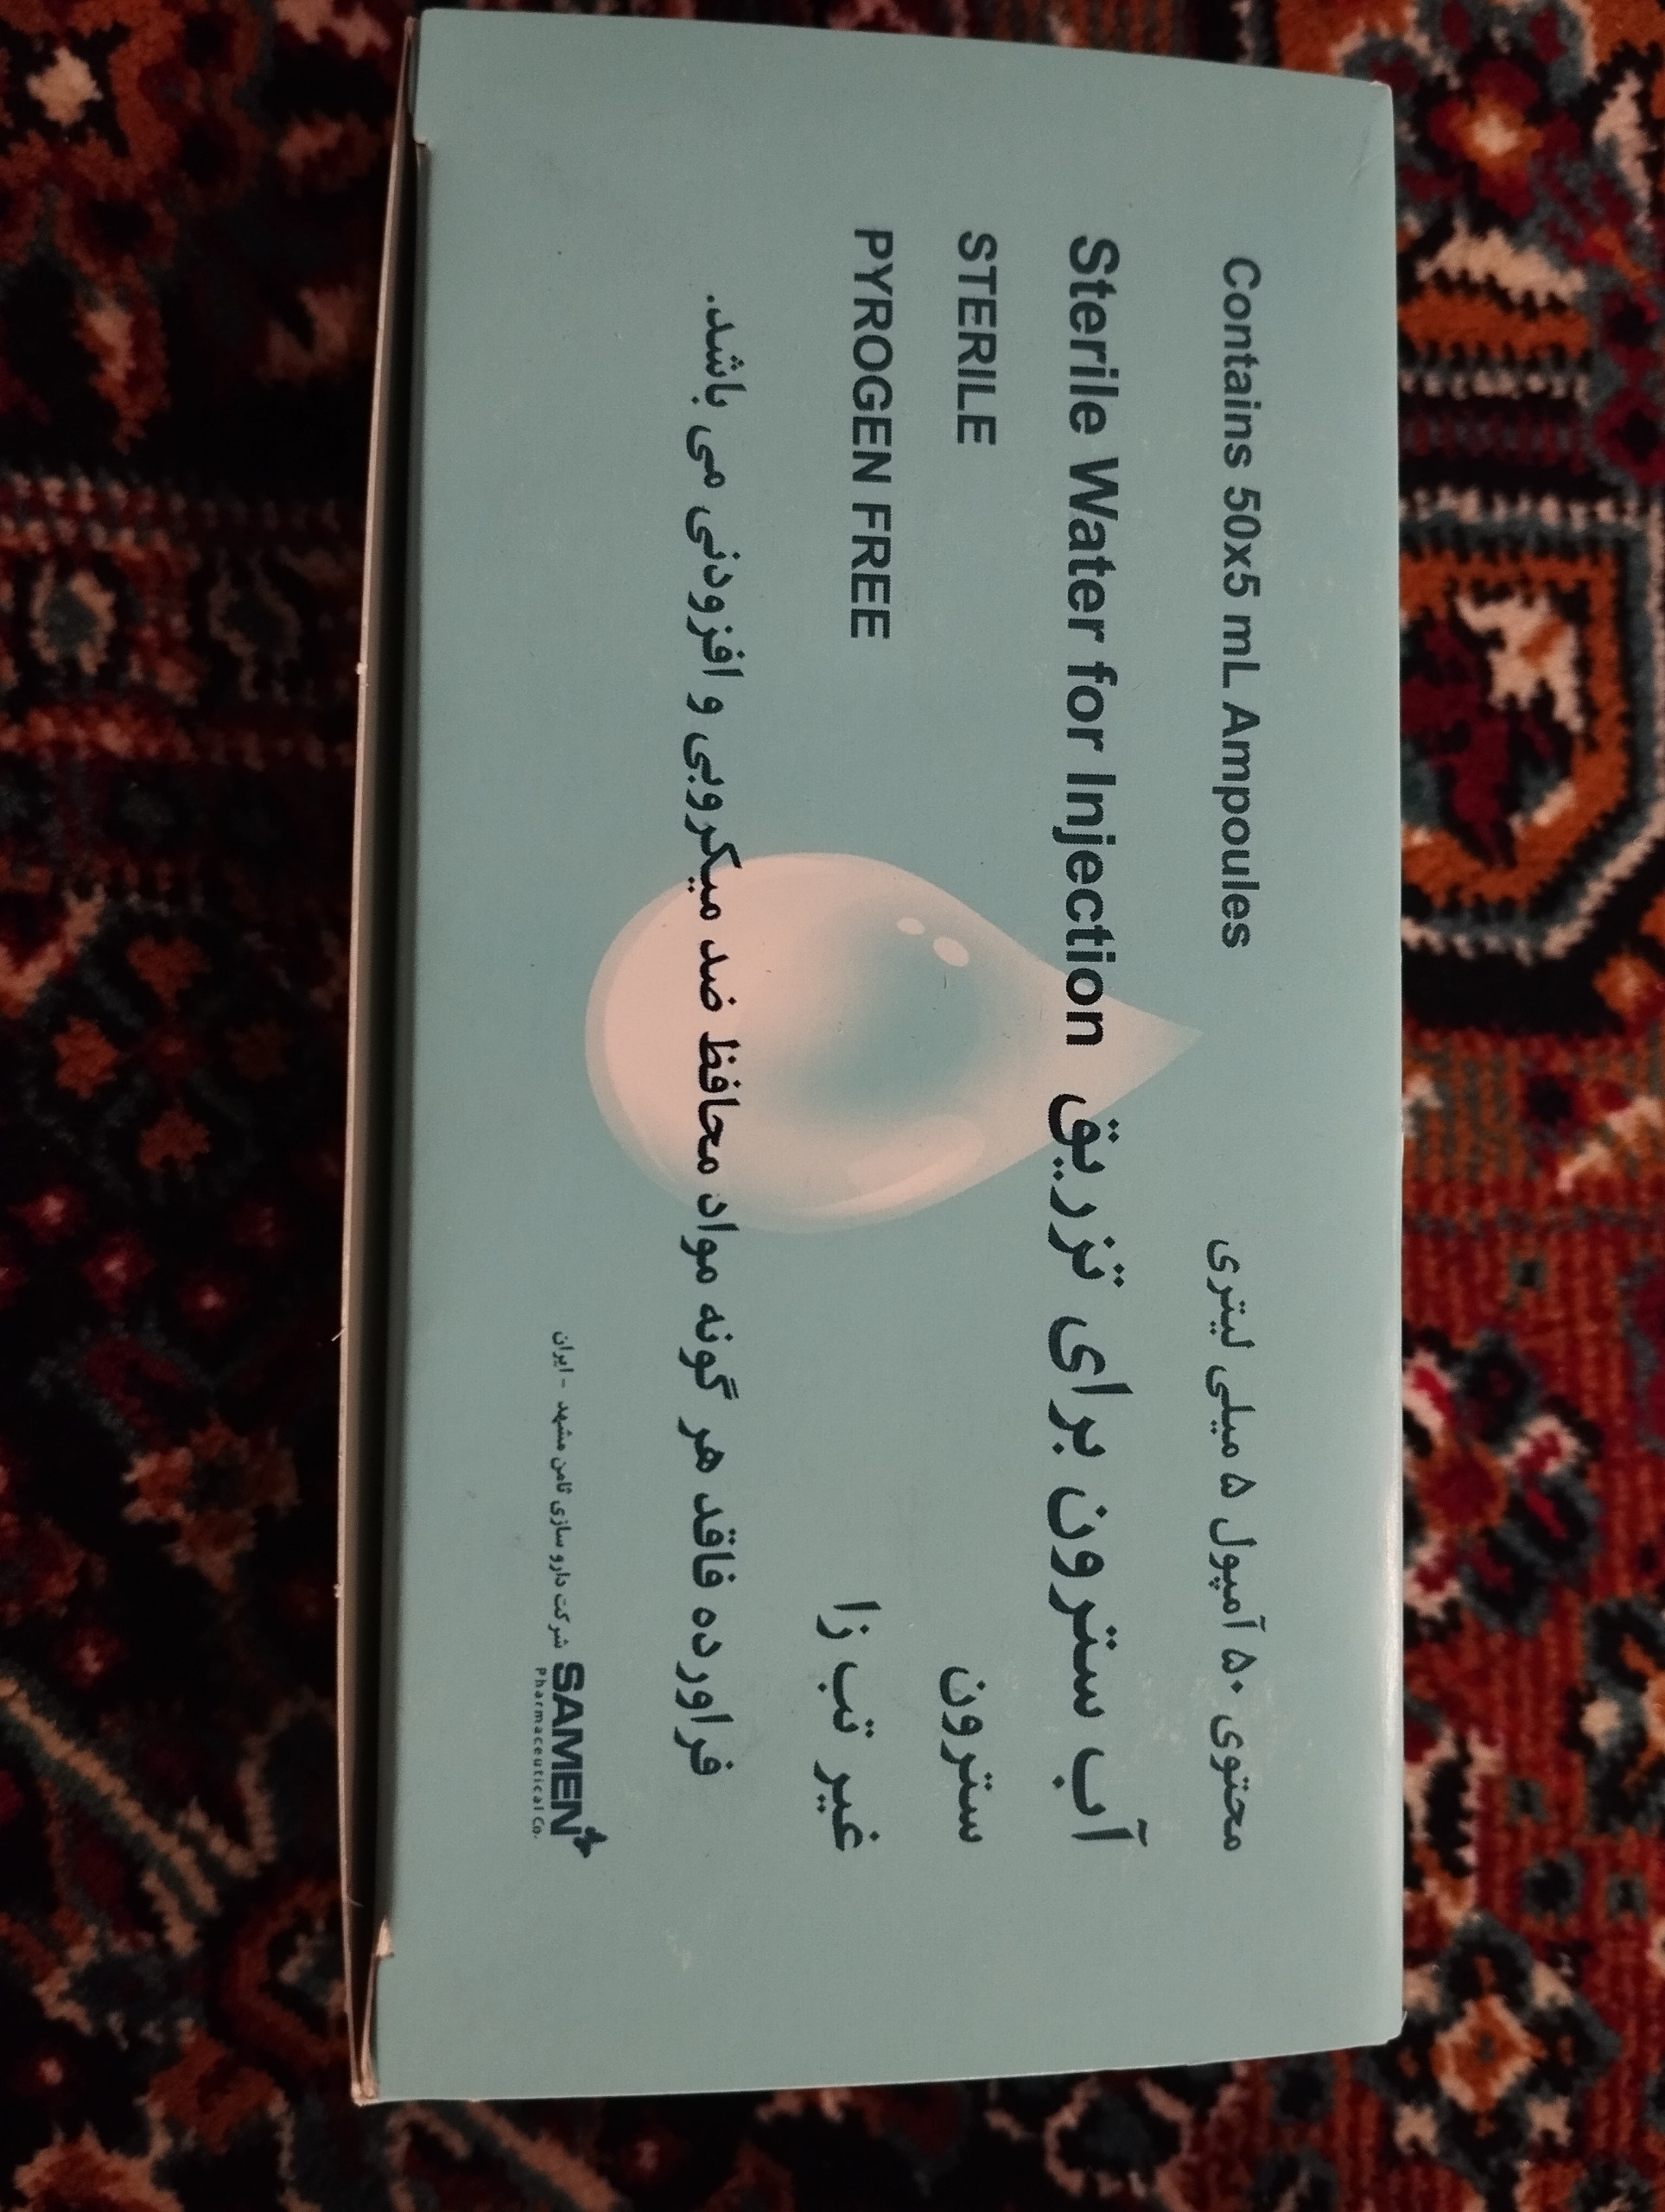 Contains 50x5 mL Ampoules
محتوی ۵۰ آمپول ۵ میلی لیتری
Sterile Water for Injection
آب سترون برای تزریق
STERILE
سترون
PYROGEN FREE
غیر تب زا
فراورده فاقد هر گونه مواد محافظ ضد میکروبی و افزودنی می باشد.
شرکت دارو سازی ثامن مشهد - ایران
SAMEN
Pharmaceutical Co.